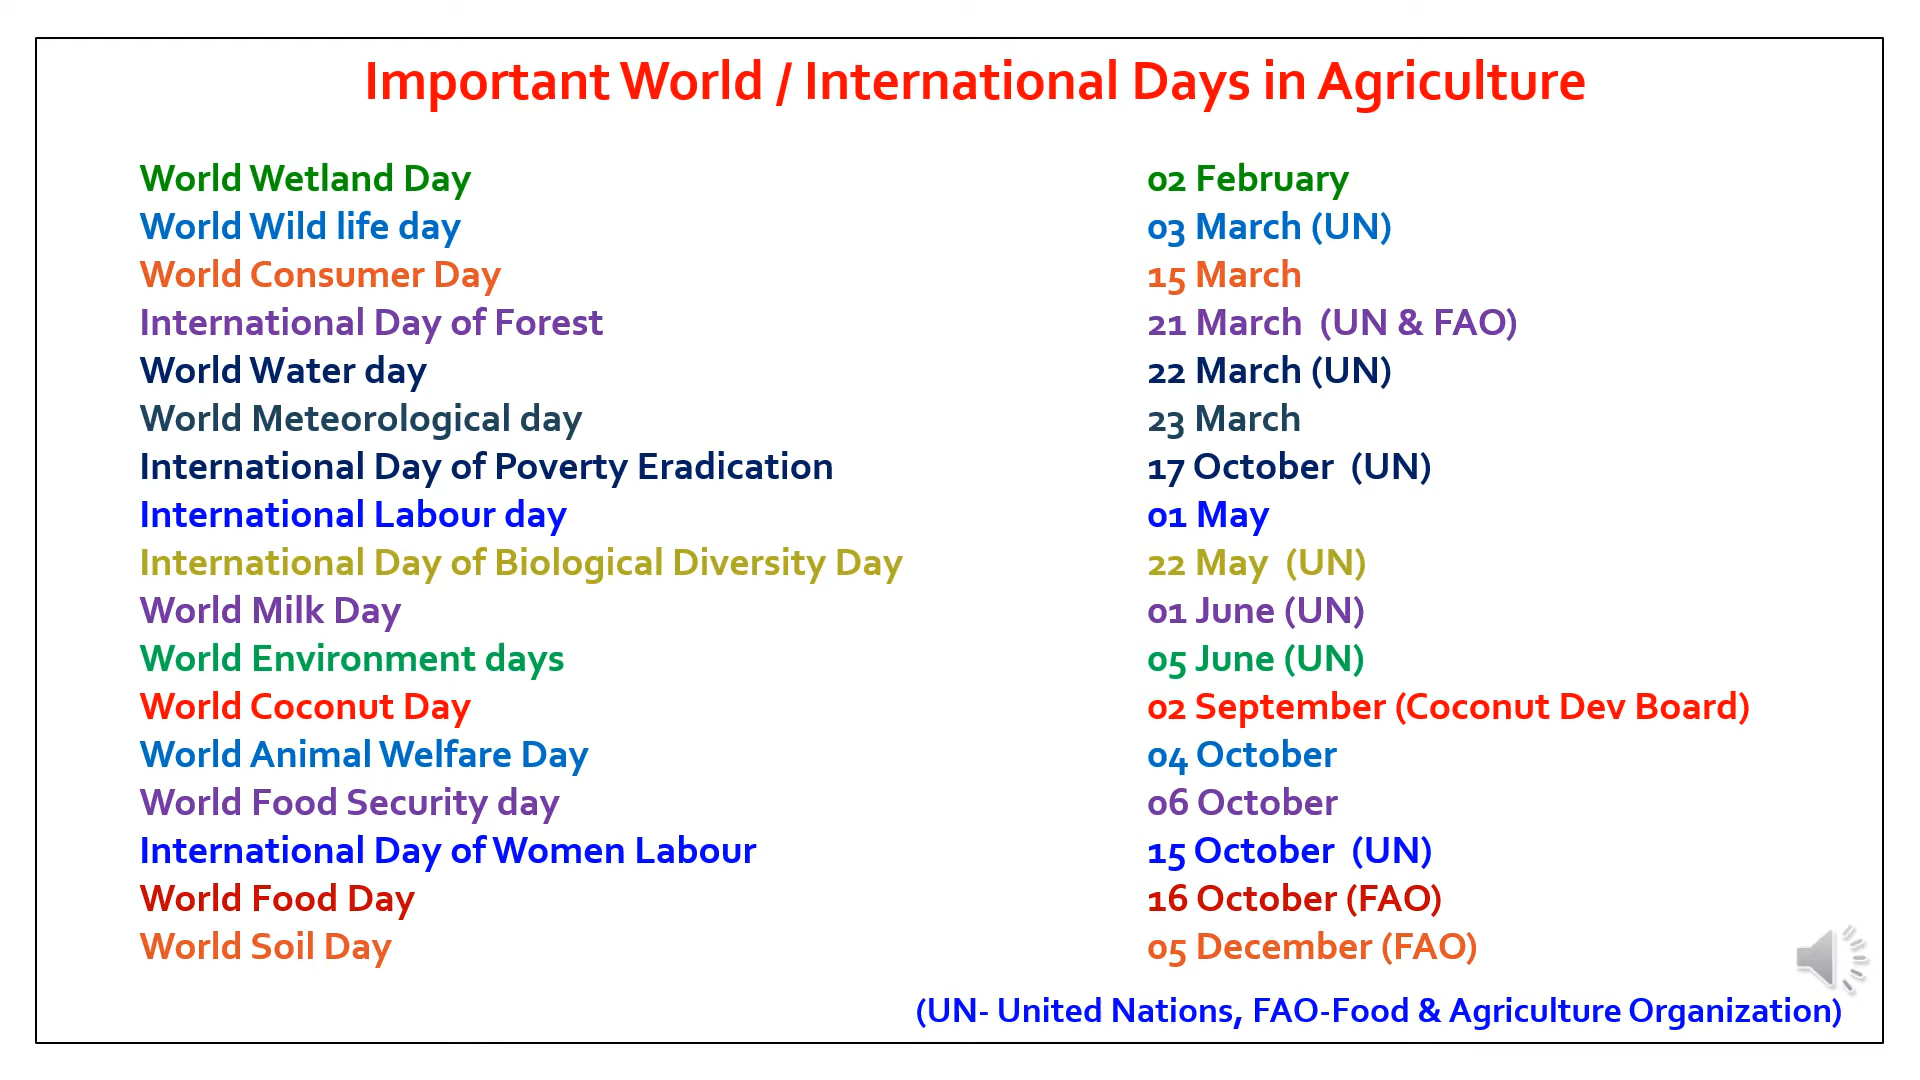 Important World / International Days in Agriculture
World Wetland Day 02 February
World Wild life day 03 March (UN)
World Consumer Day 15 March
International Day of Forest 21 March (UN & FAO)
World Water day 22 March (UN)
World Meteorological day 23 March
International Day of Poverty Eradication 17 October (UN)
International Labour day 01 May
International Day of Biological Diversity Day 22 May (UN)
World Milk Day 01 June (UN)
World Environment days 05 June (UN)
World Coconut Day 02 September (Coconut Dev Board)
World Animal Welfare Day 04 October
World Food Security day 06 October
International Day of Women Labour 15 October (UN)
World Food Day 16 October (FAO)
World Soil Day 05 December (FAO)
(UN- United Nations, FAO-Food & Agriculture Organization)